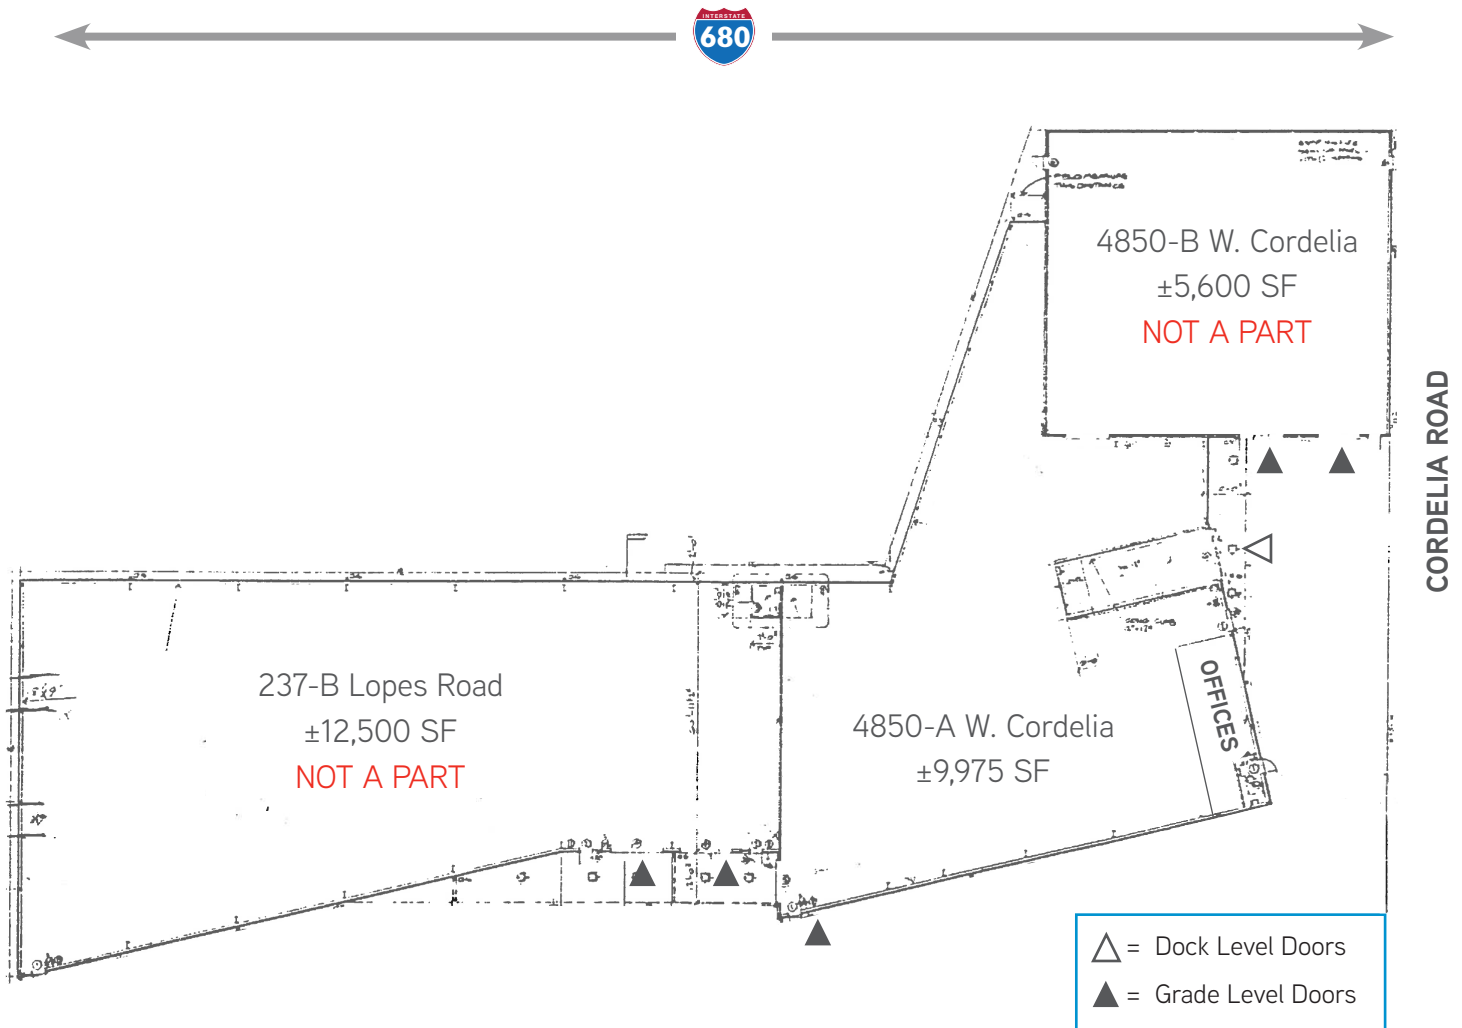 INTERSTATE
680
4850-B W. Cordelia
±5,600 SF
NOT A PART
CORDELIA ROAD
237-B Lopes Road
±12,500 SF
NOT A PART
4850-A W. Cordelia
±9,975 SF
OFFICES
= Dock Level Doors
= Grade Level Doors